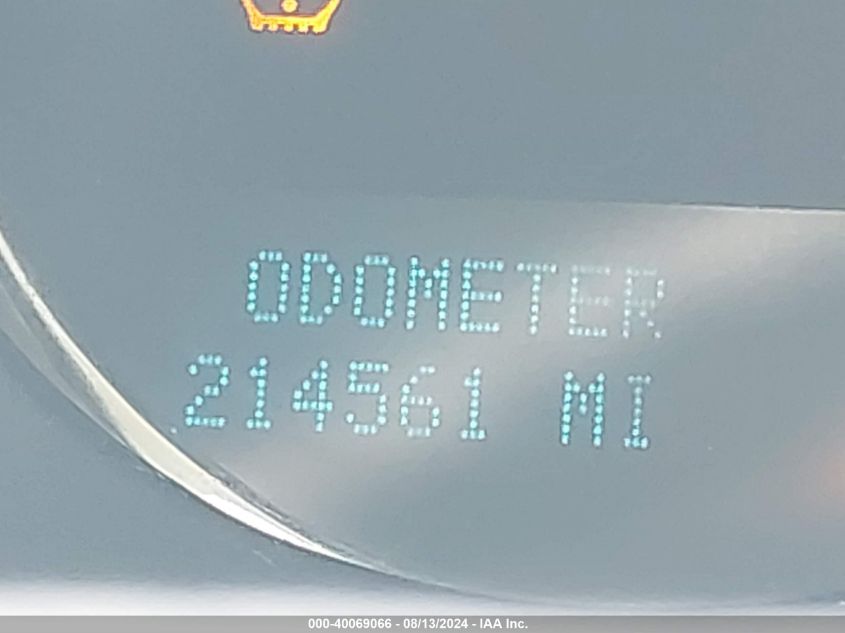 ODOMETER
214561 MI
000-40069066 - 08/13/2024 - IAA Inc.